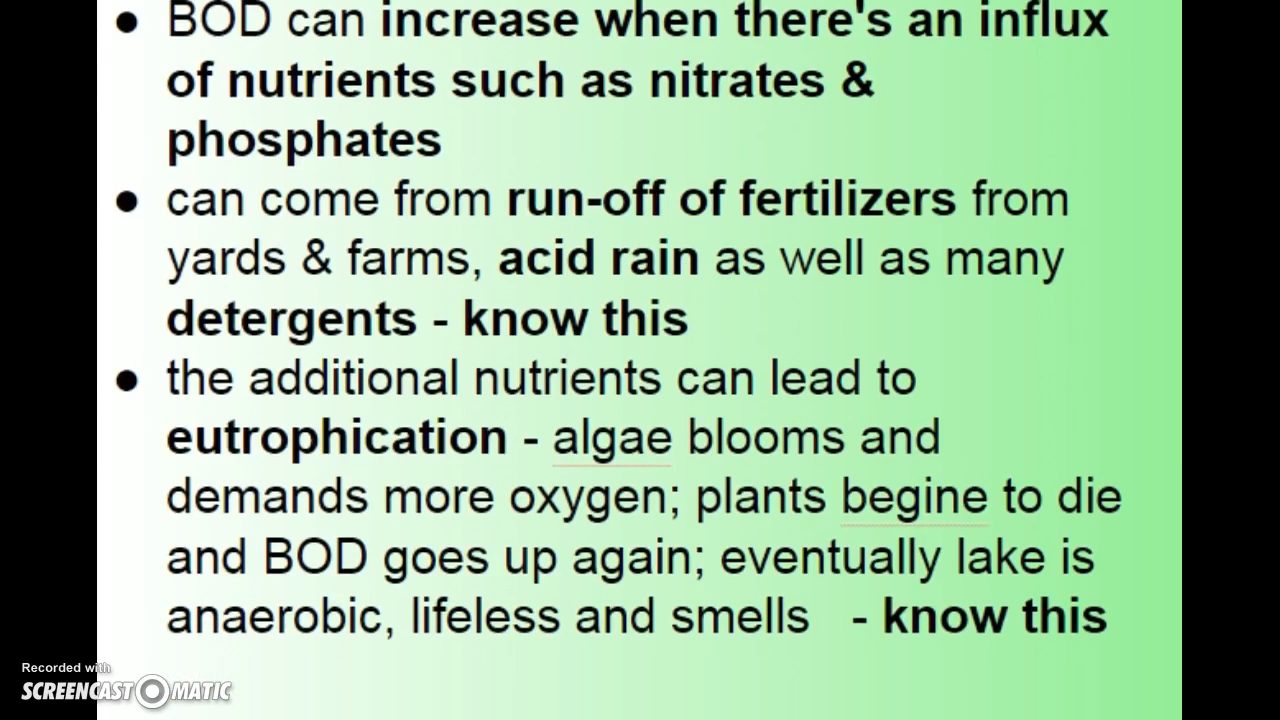 ● BOD can increase when there's an influx
of nutrients such as nitrates &
phosphates
● can come from run-off of fertilizers from
yards & farms, acid rain as well as many
detergents - know this
● the additional nutrients can lead to
eutrophication - algae blooms and
demands more oxygen; plants begine to die
and BOD goes up again; eventually lake is
anaerobic, lifeless and smells - know this
Recorded with
SCREENCAST O MATIC